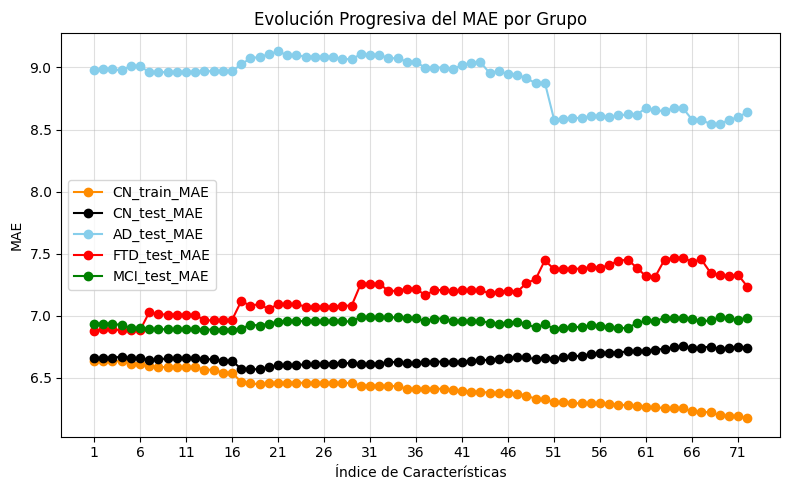 Evolución Progresiva del MAE por Grupo
MAE
9.0
8.5
8.0
7.5
7.0
6.5
CN_train_MAE
CN_test_MAE
AD_test_MAE
FTD_test_MAE
MCI_test_MAE
1 6 11 16 21 26 31 36 41 46 51 56 61 66 71
Índice de Características